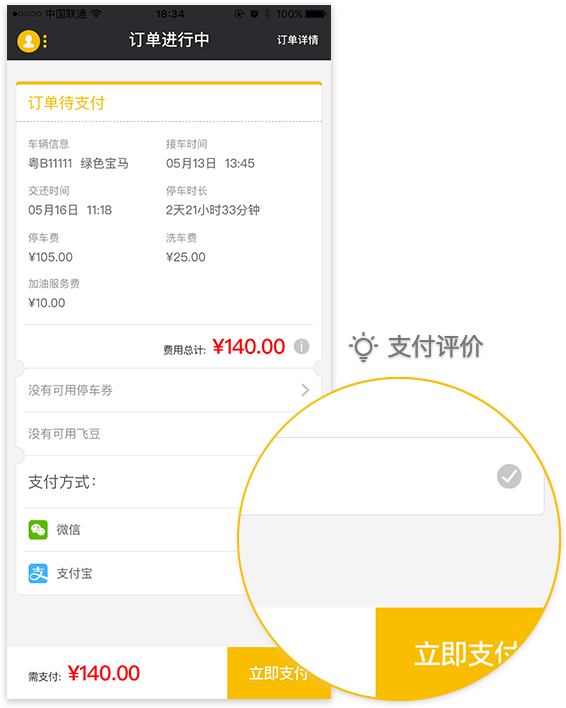 中国联通 18:34 100%
订单进行中 订单详情
订单待支付
车辆信息 接车时间
粤B11111 绿色宝马 05月13日 13:45
交还时间 停车时长
05月16日 11:18 2天21小时33分钟
停车费 洗车费
¥105.00 ¥25.00
加油服务费
¥10.00
费用总计: ¥140.00
支付评价
没有可用停车券
没有可用飞豆
支付方式:
微信
支付宝
需支付: ¥140.00 立即支付
立即支付